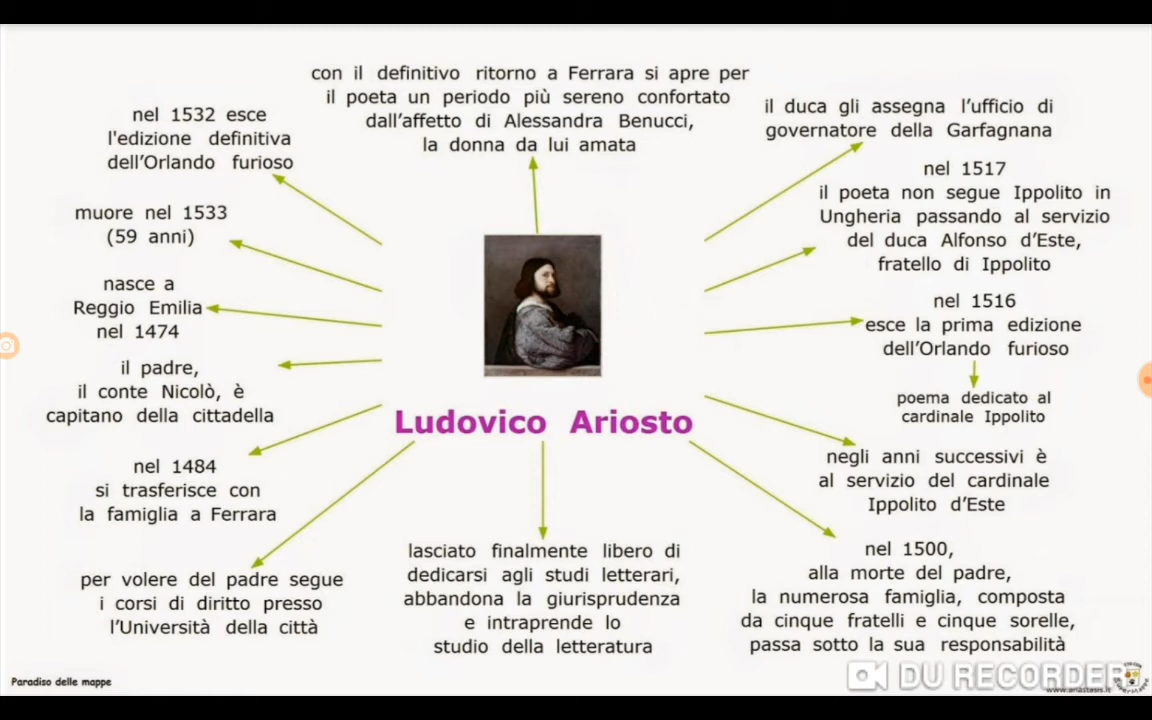 con il definitivo ritorno a Ferrara si apre per
il poeta un periodo più sereno confortato
dall'affetto di Alessandra Benucci,
la donna da lui amata
il duca gli assegna l'ufficio di
governatore della Garfagnana
nel 1532 esce
l'edizione definitiva
dell'Orlando furioso
nel 1517
il poeta non segue Ippolito in
Ungheria passando al servizio
del duca Alfonso d'Este,
fratello di Ippolito
muore nel 1533
(59 anni)
nasce a
Reggio Emilia
nel 1474
nel 1516
esce la prima edizione
dell'Orlando furioso
poema dedicato al
cardinale Ippolito
il padre,
il conte Nicolò, è
capitano della cittadella
Ludovico Ariosto
negli anni successivi è
al servizio del cardinale
Ippolito d'Este
nel 1484
si trasferisce con
la famiglia a Ferrara
lasciato finalmente libero di
dedicarsi agli studi letterari,
abbandona la giurisprudenza
e intraprende lo
studio della letteratura
nel 1500,
alla morte del padre,
la numerosa famiglia, composta
da cinque fratelli e cinque sorelle,
passa sotto la sua responsabilità
per volere del padre segue
i corsi di diritto presso
l'Università della città
Paradiso delle mappe
DU RECORDER
www.anastasis.it